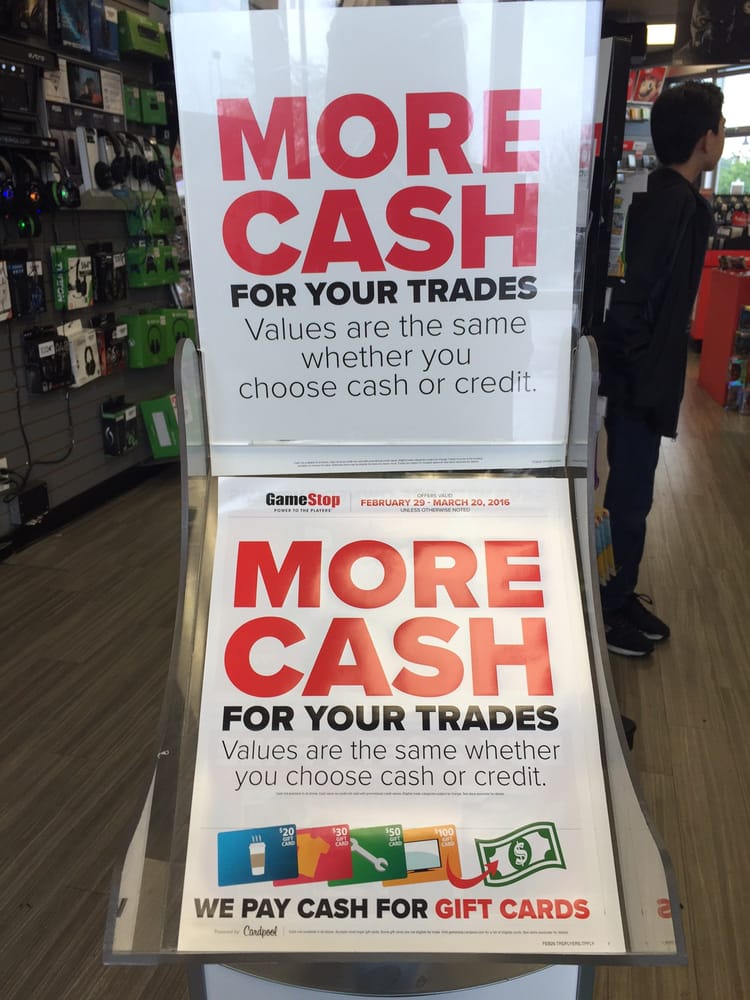 MORE
CASH
FOR YOUR TRADES
Values are the same
whether you
choose cash or credit.
GameStop
POWER TO THE PLAYERS
OFFERS VALID
FEBRUARY 29 - MARCH 20, 2016
UNLESS OTHERWISE NOTED
MORE
CASH
FOR YOUR TRADES
Values are the same whether
you choose cash or credit.
$20
GIFT
CARD
$30
GIFT
CARD
$50
GIFT
CARD
$100
GIFT
CARD
$
WE PAY CASH FOR GIFT CARDS
Powered by Cardpool